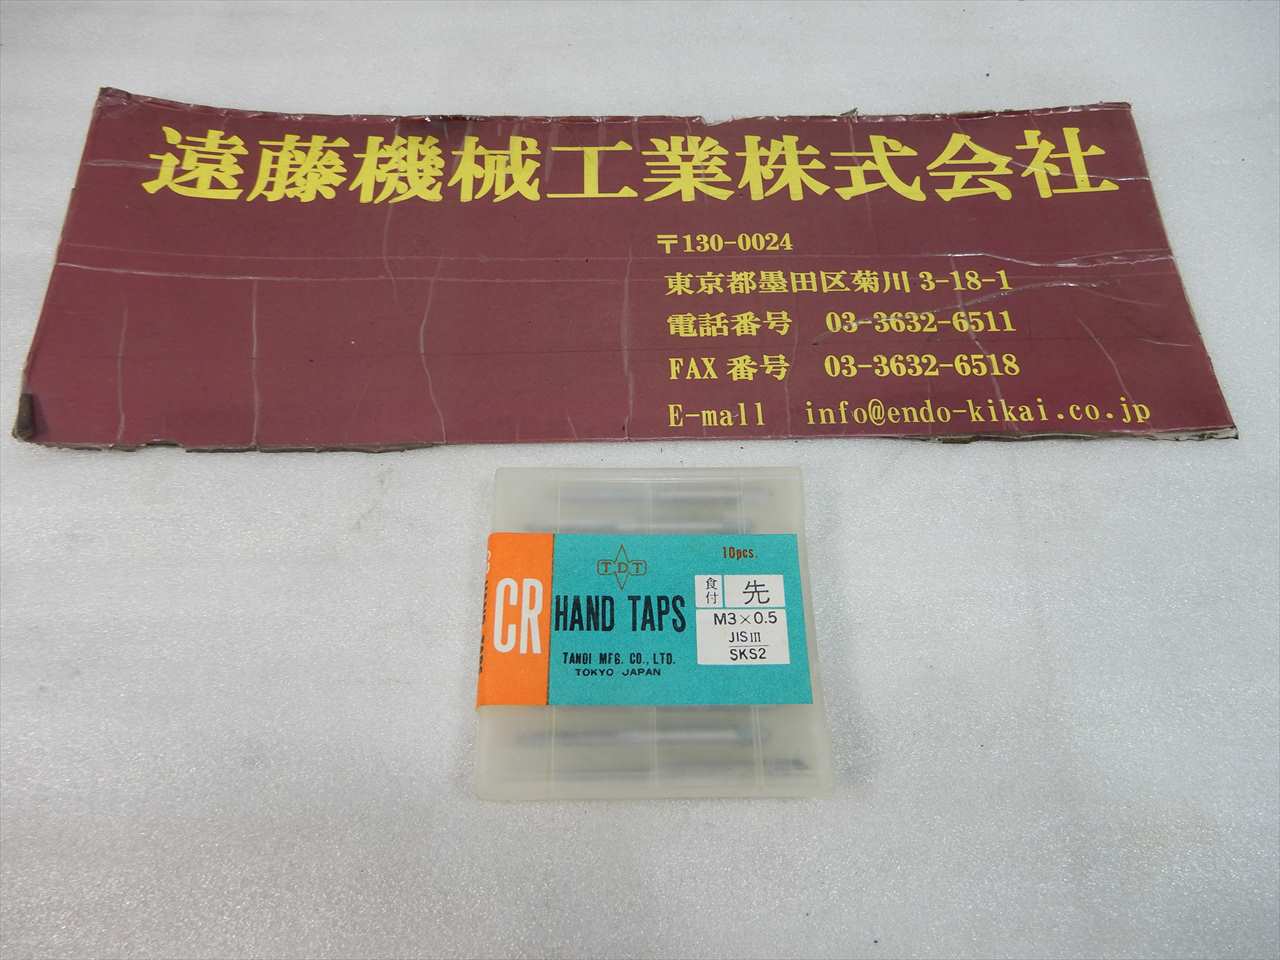 遠藤機械工業株式会社
〒130-0024
東京都墨田区菊川 3-18-1
電話番号 03-3632-6511
FAX 番号 03-3632-6518
E-mall info@endo-kikai.co.jp
CR
TDT
HAND TAPS
TANOI MFG. CO., LTD.
TOKYO JAPAN
10pcs.
食付 先
M3×0.5
JIS III
SKS2